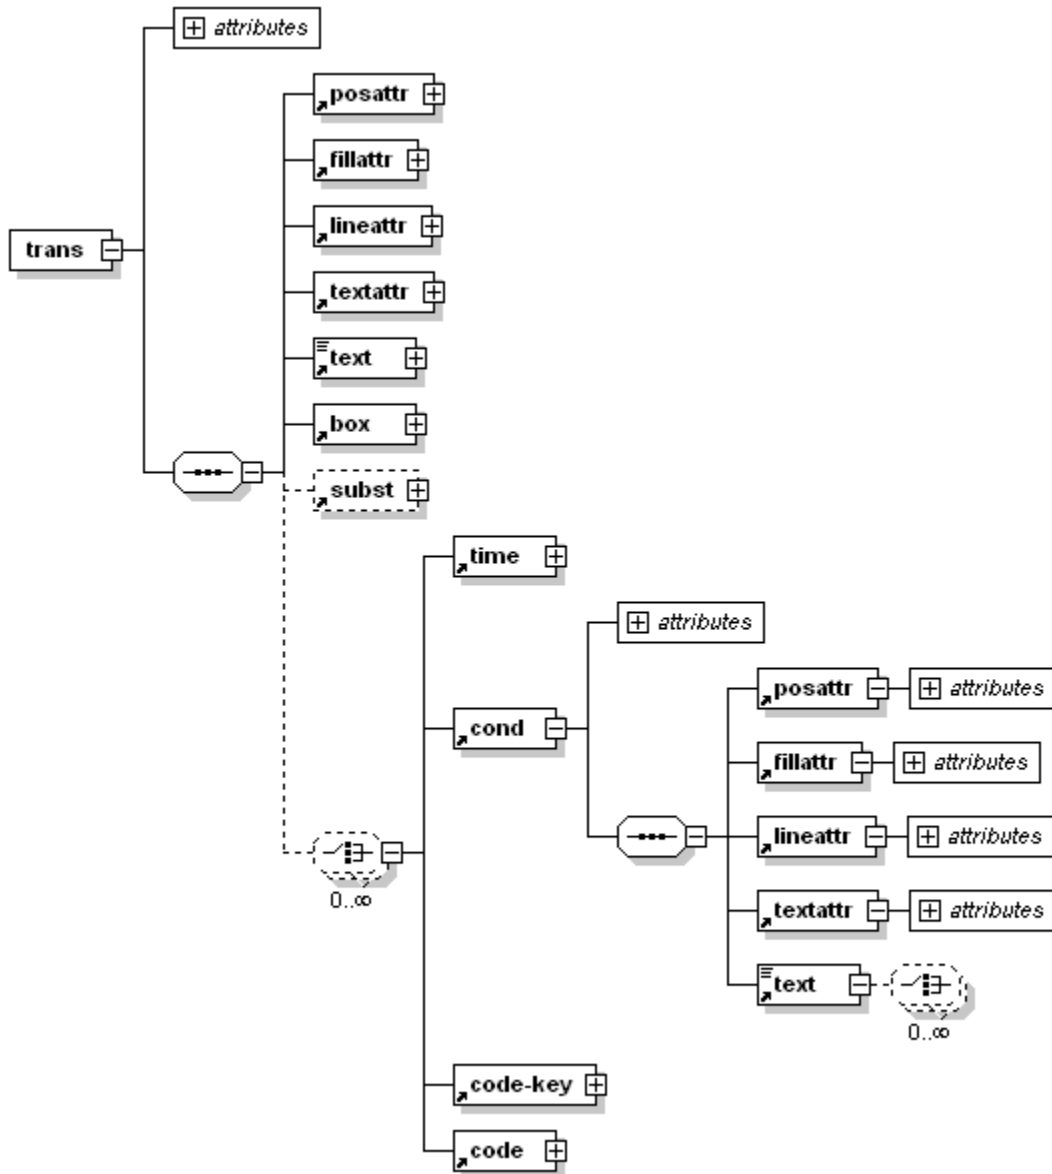 attributes
posattr
fillattr
lineattr
trans
textattr
text
box
subst
time
attributes
posattr attributes
cond
fillattr attributes
lineattr attributes
0..∞
textattr attributes
text
0..∞
code-key
code